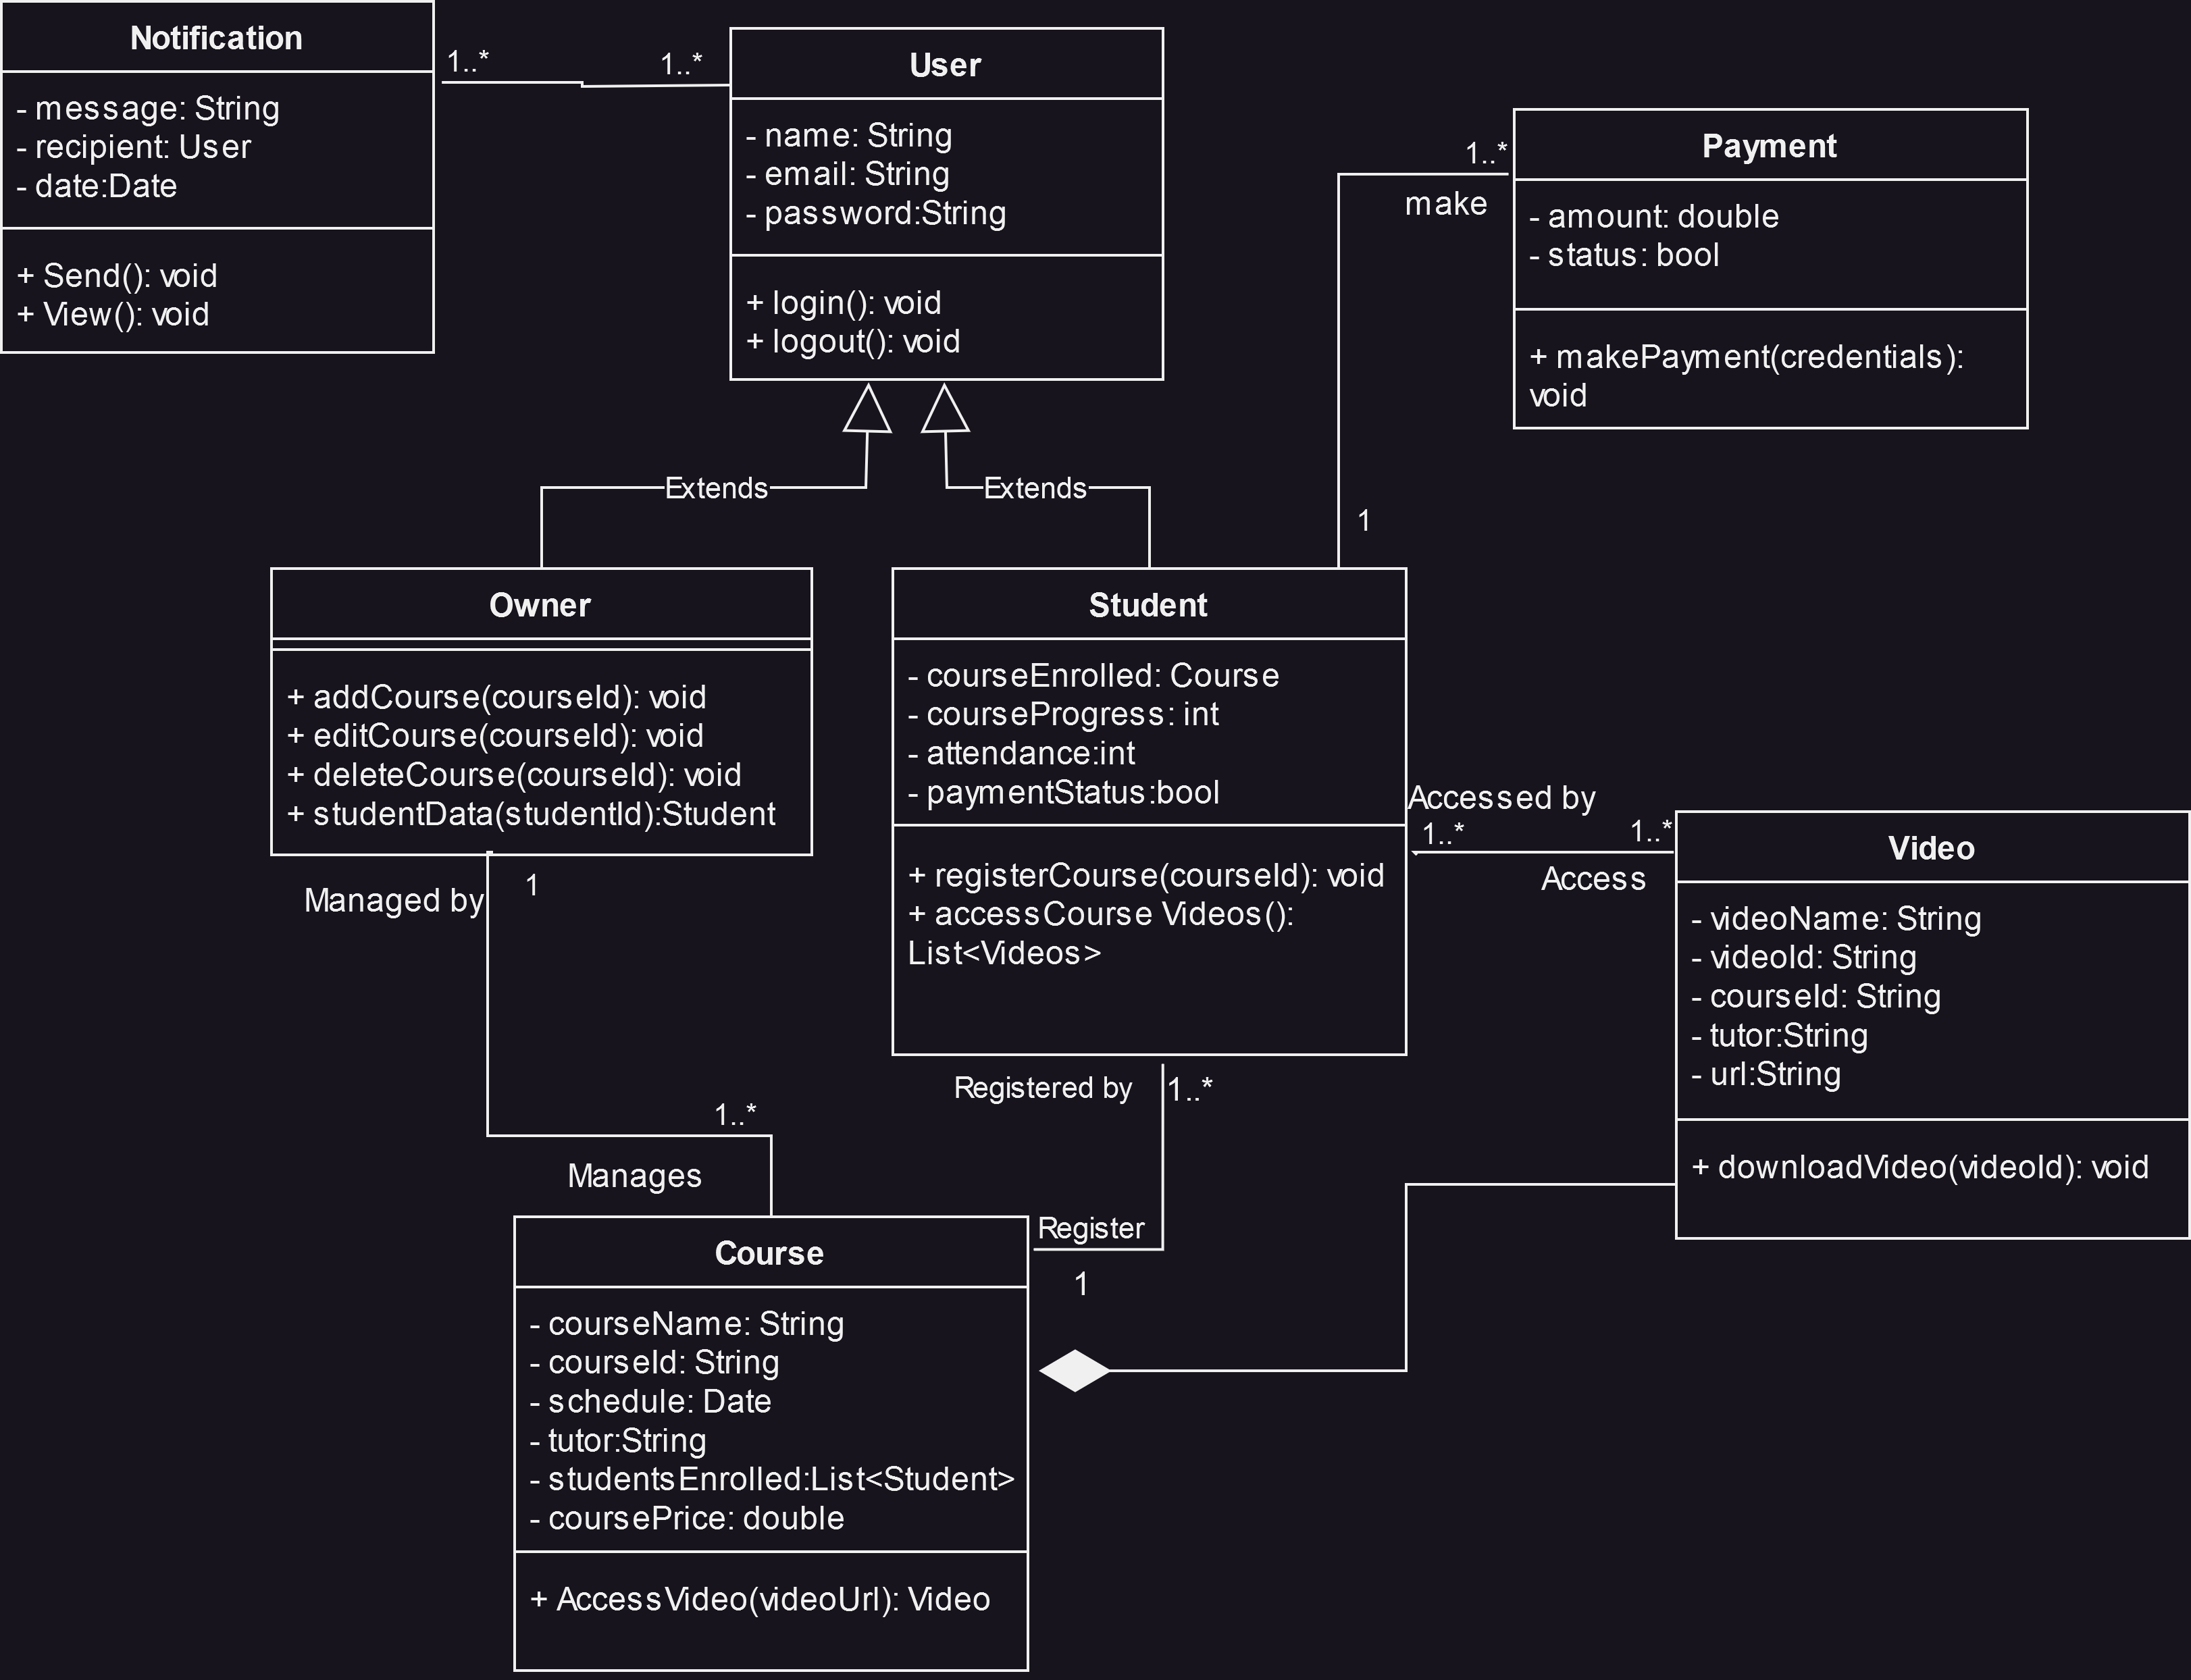 Notification
- message: String
- recipient: User
- date:Date
+ Send(): void
+ View(): void
1..*
1..*
User
- name: String
- email: String
- password:String
+ login(): void
+ logout(): void
1..*
make
1
Payment
- amount: double
- status: bool
+ makePayment(credentials):
void
Extends
Extends
Owner
+ addCourse(courseId): void
+ editCourse(courseId): void
+ deleteCourse(courseId): void
+ studentData(studentId):Student
Student
- courseEnrolled: Course
- courseProgress: int
- attendance:int
- paymentStatus:bool
+ registerCourse(courseId): void
+ accessCourse Videos():
List<Videos>
Accessed by
1..*
1..*
Access
Video
- videoName: String
- videoId: String
- courseId: String
- tutor:String
- url:String
+ downloadVideo(videoId): void
Managed by
1
1..*
Manages
Registered by
1..*
Register
1
Course
- courseName: String
- courseId: String
- schedule: Date
- tutor:String
- studentsEnrolled:List<Student>
- coursePrice: double
+ AccessVideo(videoUrl): Video